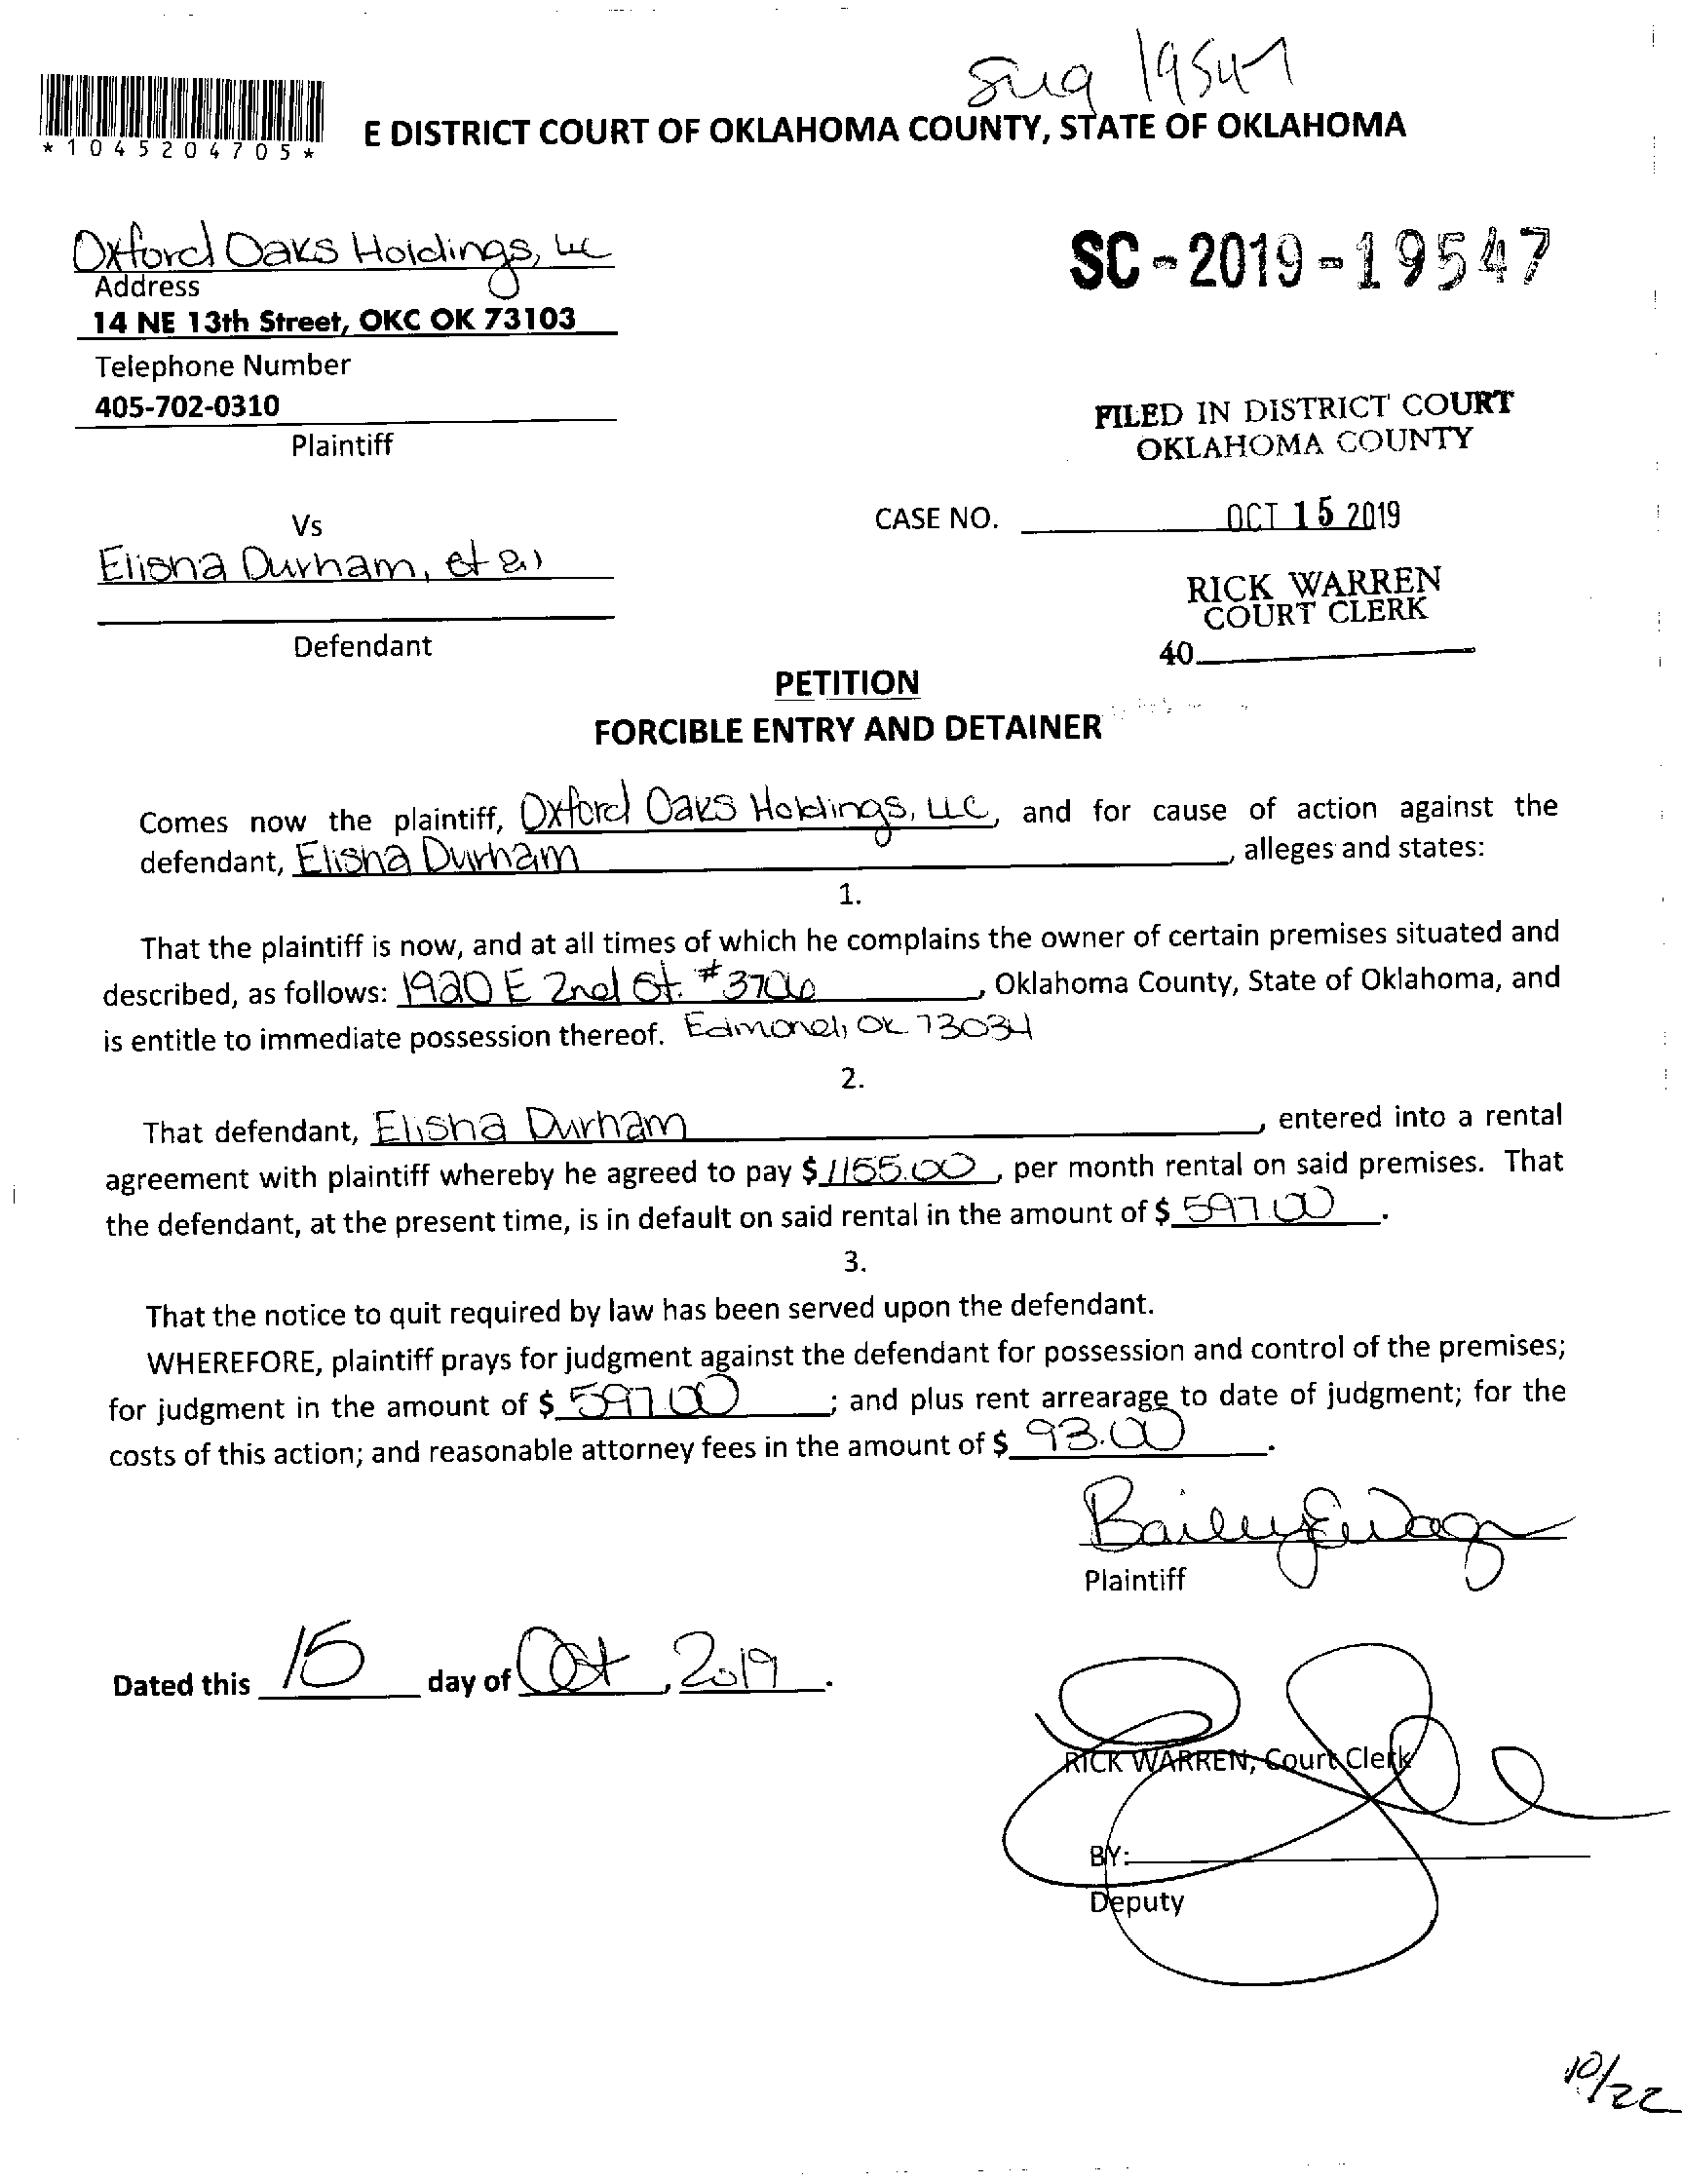 19547
*1045204705*
E DISTRICT COURT OF OKLAHOMA COUNTY, STATE OF OKLAHOMA
Oxford Oaks Holdings, LLC
SC-2019-19547
Address
14 NE 13th Street, OKC OK 73103
Telephone Number
405-702-0310
Plaintiff
FILED IN DISTRICT COURT
OKLAHOMA COUNTY
Vs
CASE NO. OCT 15 2019
Elisha Durham, et al
RICK WARREN
COURT CLERK
Defendant
40
PETITION
FORCIBLE ENTRY AND DETAINER
Comes now the plaintiff, Oxford Oaks Holdings, LLC, and for cause of action against the
defendant, Elisha Durham, alleges and states:
1.
That the plaintiff is now, and at all times of which he complains the owner of certain premises situated and
described, as follows: 1920 E 2nd St. #3706, Oklahoma County, State of Oklahoma, and
is entitle to immediate possession thereof. Edmond, OK 73034
2.
That defendant, Elisha Durham, entered into a rental
agreement with plaintiff whereby he agreed to pay $1155.00, per month rental on said premises. That
the defendant, at the present time, is in default on said rental in the amount of $ 597.00.
3.
That the notice to quit required by law has been served upon the defendant.
WHEREFORE, plaintiff prays for judgment against the defendant for possession and control of the premises;
for judgment in the amount of $ 597.00; and plus rent arrearage to date of judgment; for the
costs of this action; and reasonable attorney fees in the amount of $ 93.00.
Plaintiff
Dated this 15 day of Oct, 2019.
RICK WARREN, Court Clerk
BY:
Deputy
10/22